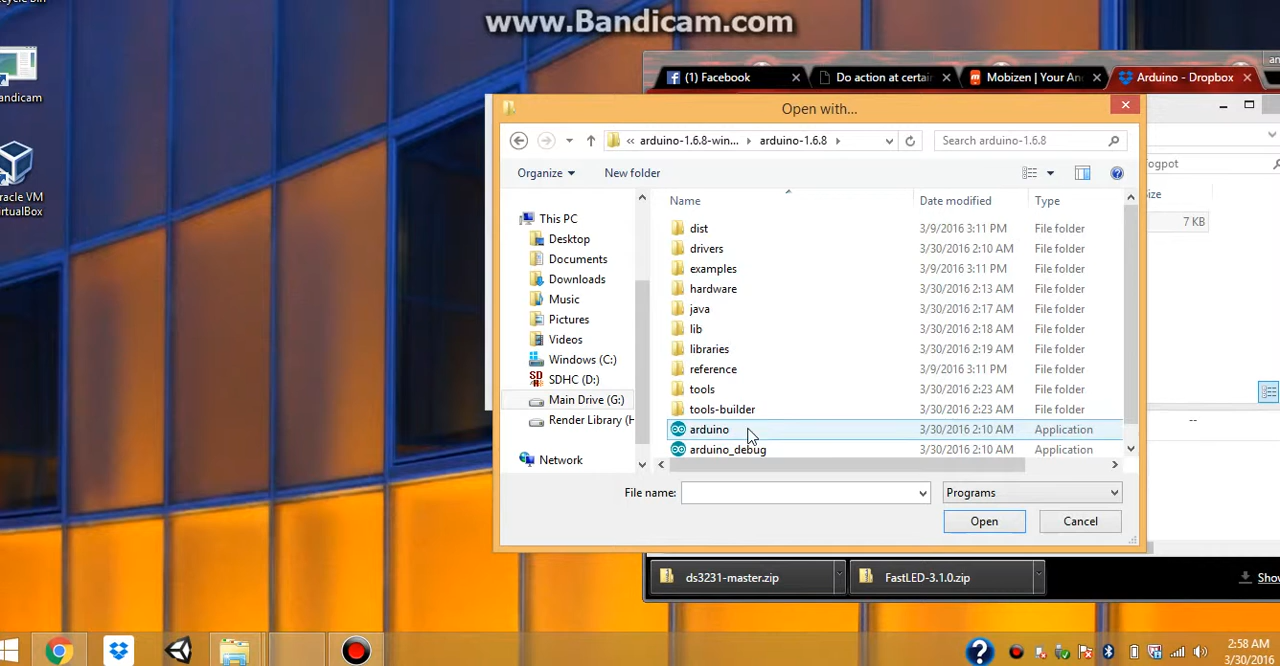 www.Bandicam.com
andicam
racle VM
irtualBox
(1) Facebook
Do action at certain
Mobizen | Your An
Arduino - Dropbox
Open with...
« arduino-1.6.8-win... arduino-1.6.8
Search arduino-1.6.8
Organize New folder
ogpot
Name Date modified Type
ize
This PC
Desktop
Documents
Downloads
Music
Pictures
Videos
Windows (C:)
SDHC (D:)
Main Drive (G:)
Render Library (H
Network
dist 3/9/2016 3:11 PM File folder
drivers 3/30/2016 2:10 AM File folder
examples 3/9/2016 3:11 PM File folder
hardware 3/30/2016 2:13 AM File folder
java 3/30/2016 2:17 AM File folder
lib 3/30/2016 2:18 AM File folder
libraries 3/30/2016 2:19 AM File folder
reference 3/9/2016 3:11 PM File folder
tools 3/30/2016 2:23 AM File folder
tools-builder 3/30/2016 2:23 AM File folder
arduino 3/30/2016 2:10 AM Application
arduino_debug 3/30/2016 2:10 AM Application
7 KB
File name:
Programs
Open Cancel
ds3231-master.zip
FastLED-3.1.0.zip
Show
2:58 AM
3/30/2016